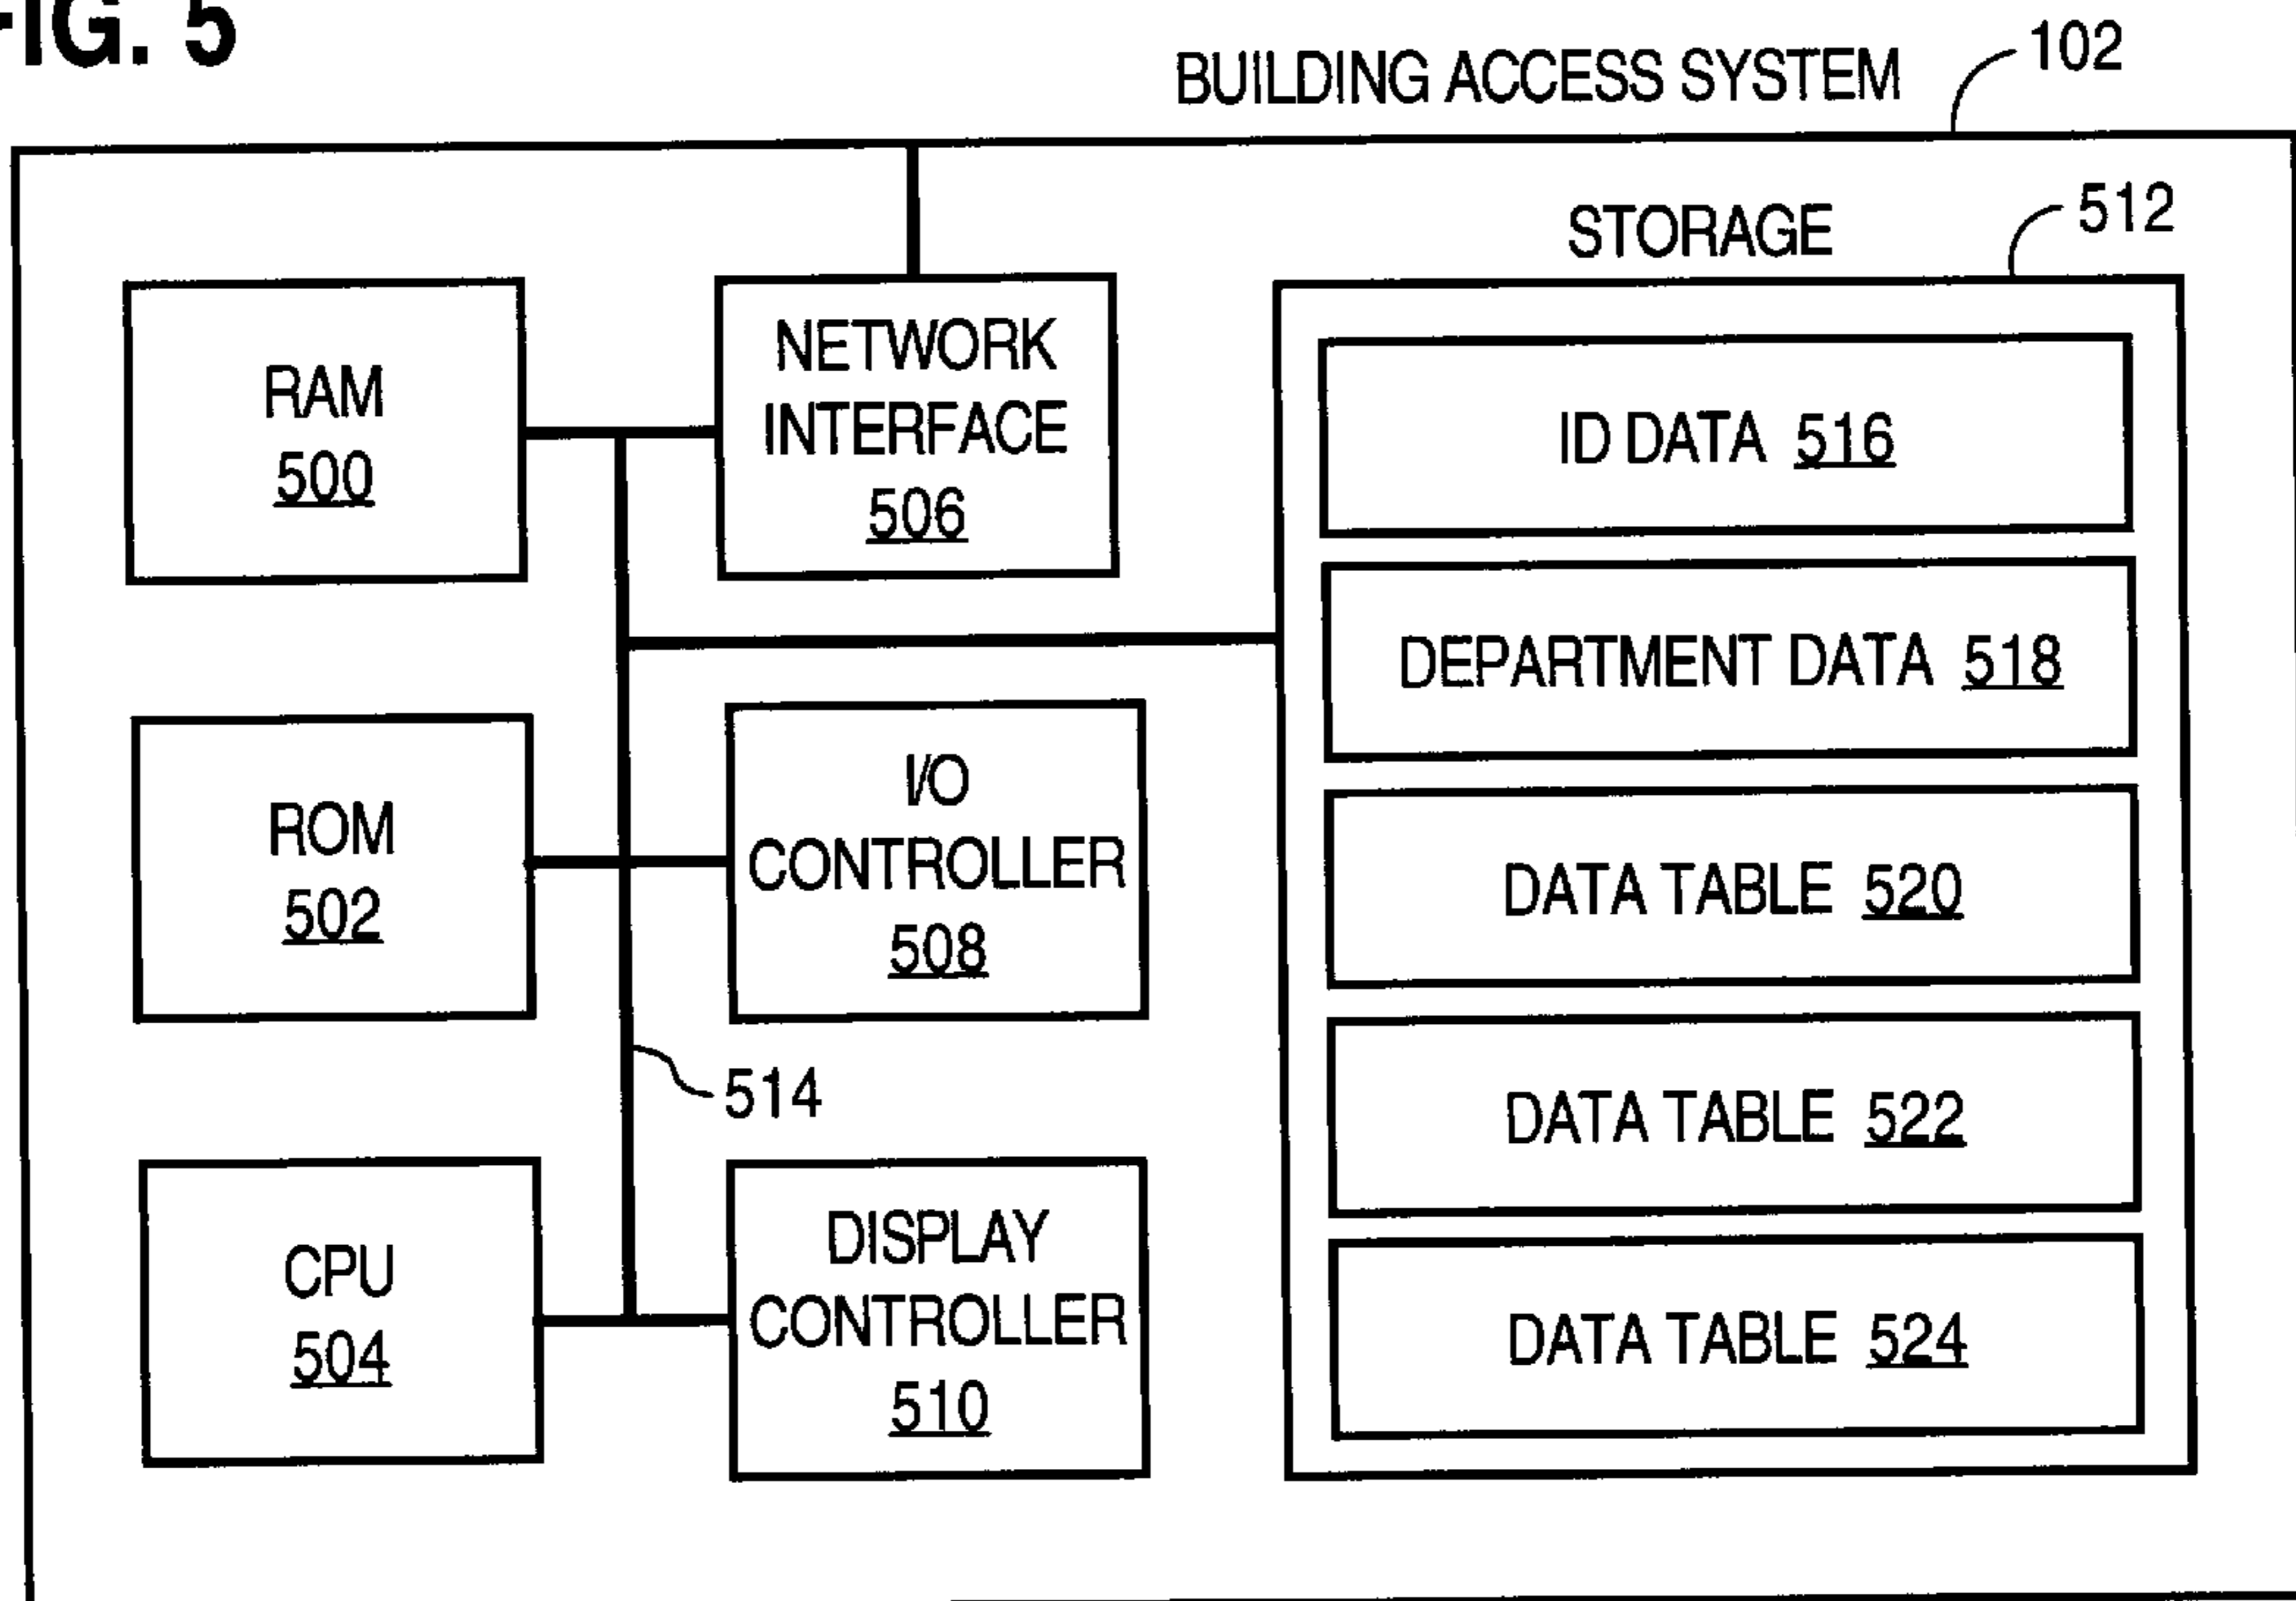 FIG. 5
BUILDING ACCESS SYSTEM
102
STORAGE
512
RAM
500
NETWORK
INTERFACE
506
ID DATA 516
DEPARTMENT DATA 518
ROM
502
I/O
CONTROLLER
508
DATA TABLE 520
514
DATA TABLE 522
CPU
504
DISPLAY
CONTROLLER
510
DATA TABLE 524